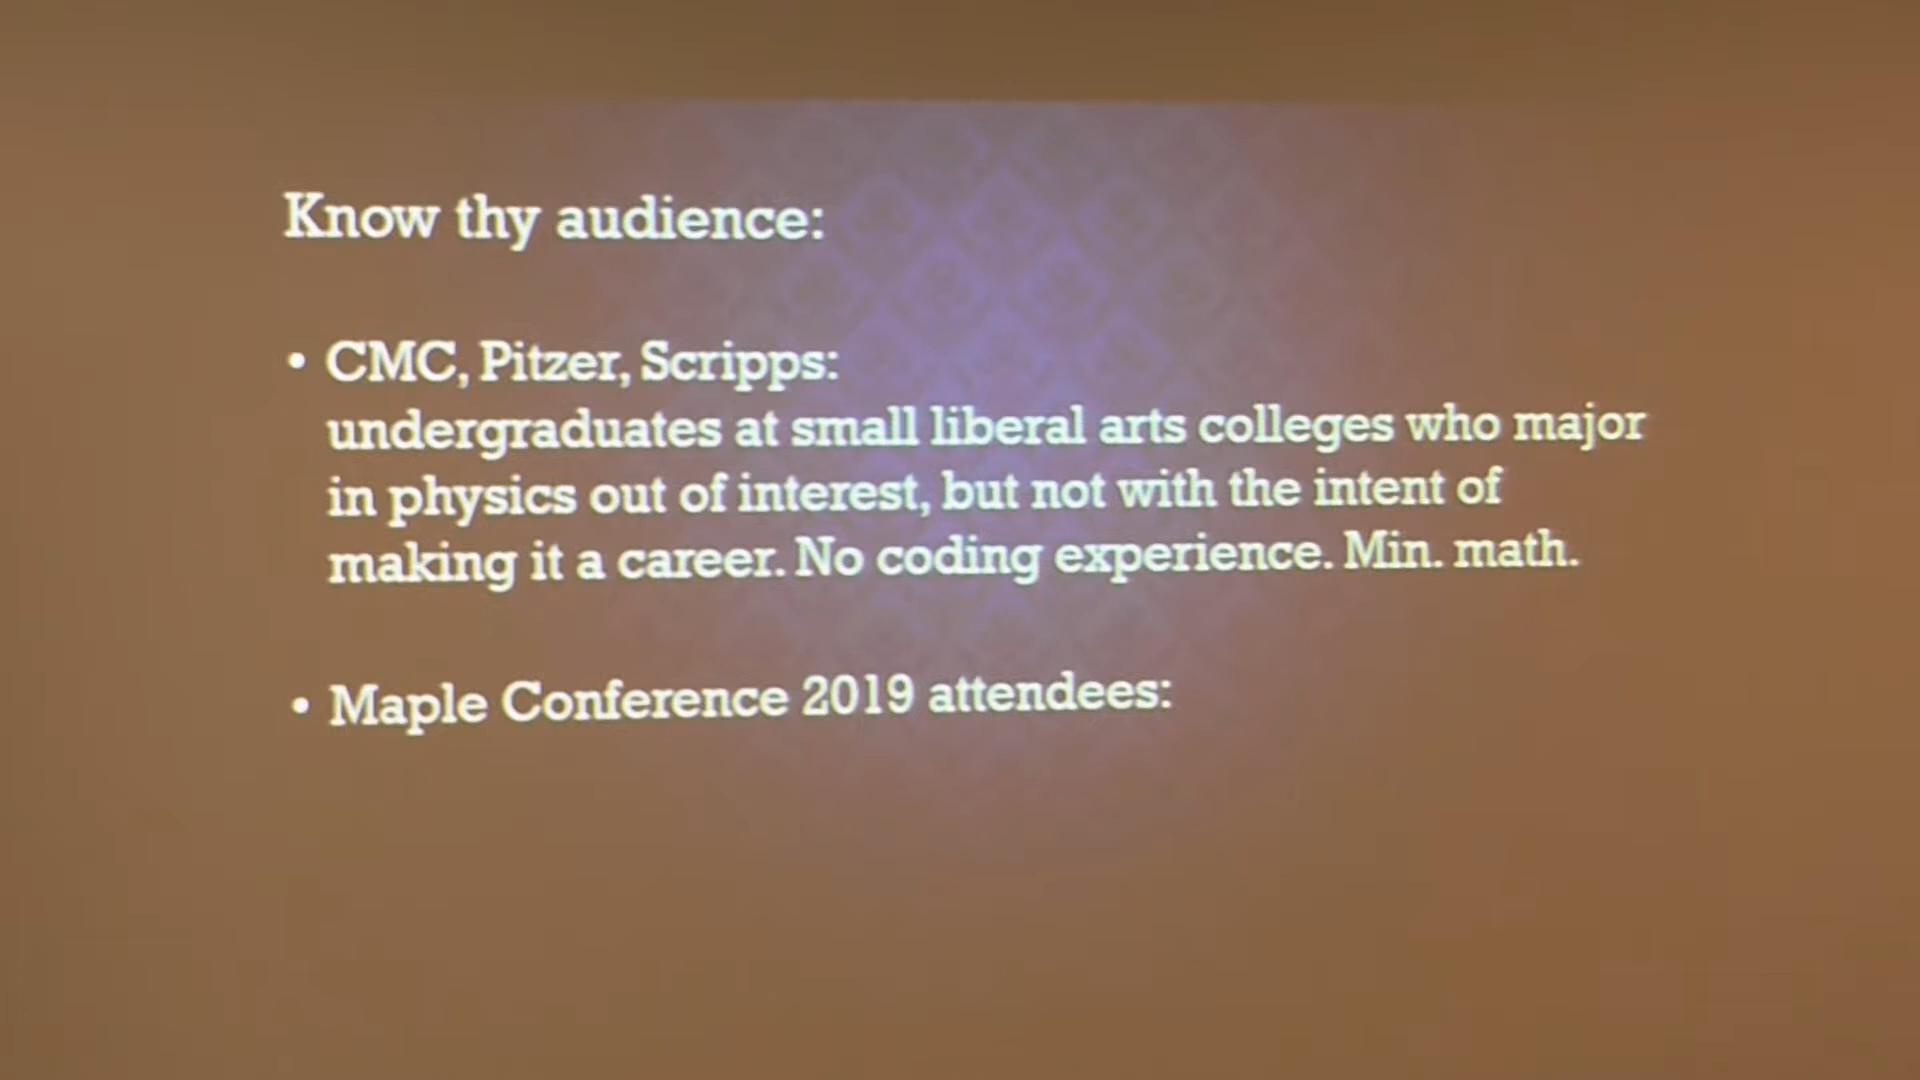 Know thy audience:
• CMC, Pitzer, Scripps:
undergraduates at small liberal arts colleges who major
in physics out of interest, but not with the intent of
making it a career. No coding experience. Min. math.
• Maple Conference 2019 attendees: